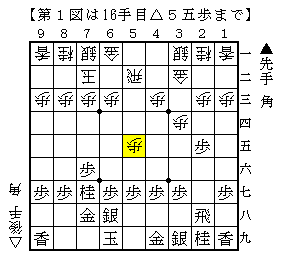 【第１図は16手目△５五歩まで】
9 8 7 6 5 4 3 2 1
香 桂 銀 金 銀 桂 香 一
王 飛 金 二
歩 歩 歩 歩 歩 歩 歩 三
歩 四
歩 歩 五
歩 六
歩 歩 桂 歩 歩 歩 歩 歩 七
金 銀 飛 八
香 玉 金 銀 桂 香 九
▲先手 角
△後手 角